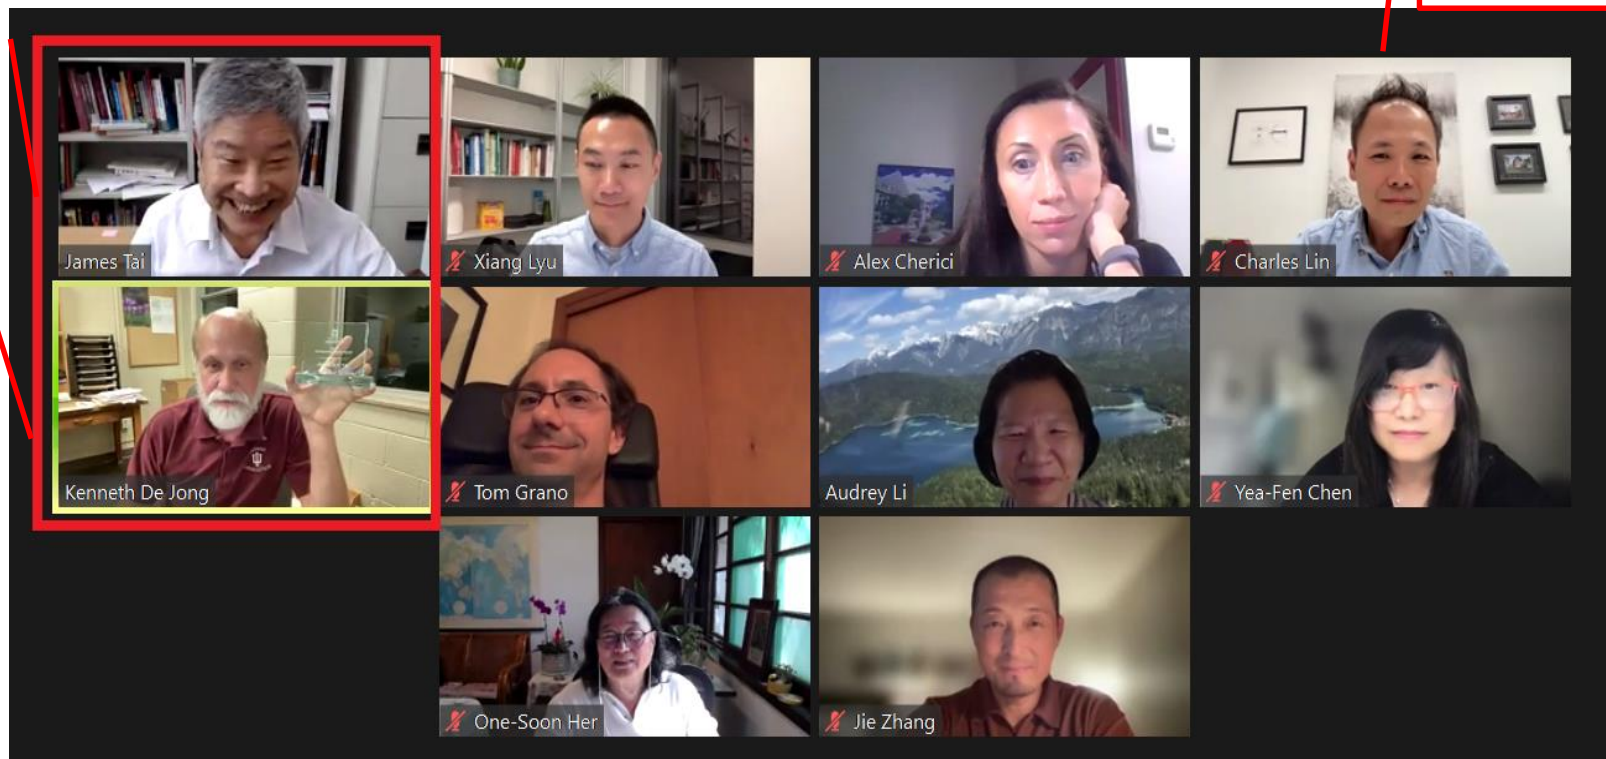 James Tai
Xiang Lyu
Alex Cherici
Charles Lin
Kenneth De Jong
Tom Grano
Audrey Li
Yea-Fen Chen
One-Soon Her
Jie Zhang